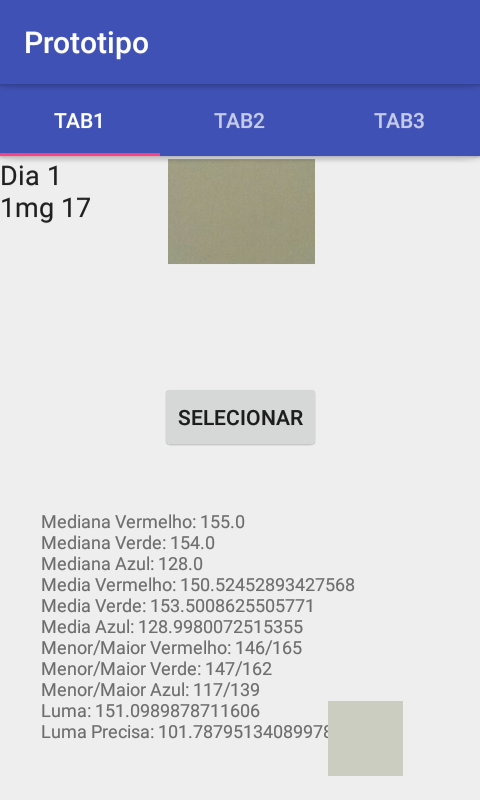 Prototipo
TAB1 TAB2 TAB3
Dia 1
1mg 17
SELECIONAR
Mediana Vermelho: 155.0
Mediana Verde: 154.0
Mediana Azul: 128.0
Media Vermelho: 150.52452893427568
Media Verde: 153.5008625505771
Media Azul: 128.9980072515355
Menor/Maior Vermelho: 146/165
Menor/Maior Verde: 147/162
Menor/Maior Azul: 117/139
Luma: 151.0989878711606
Luma Precisa: 101.78795134089978